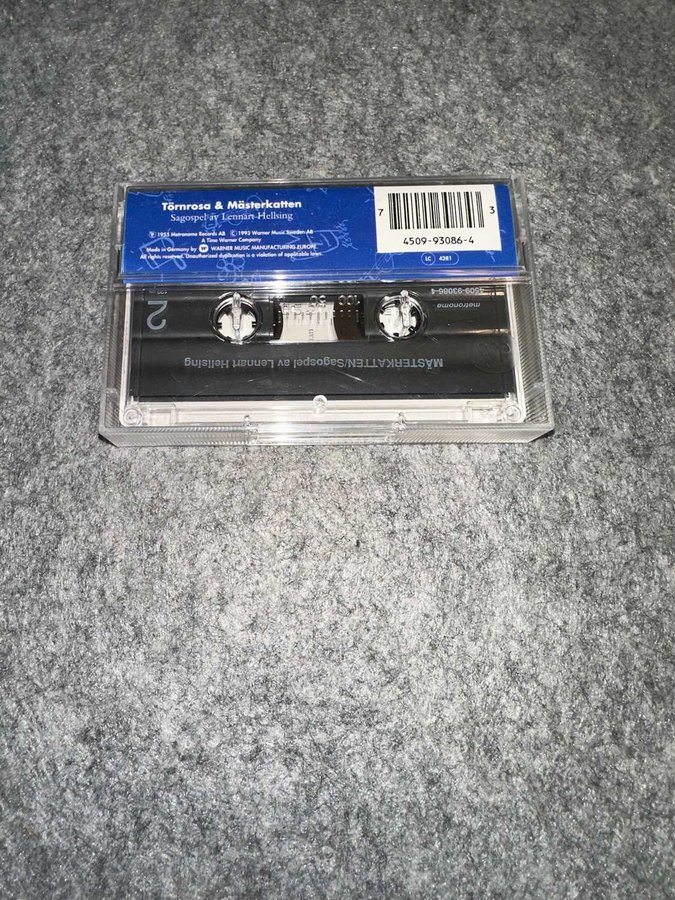 Törnrosa & Mästerkatten
Sagospel av Lennart Hellsing
℗ 1955 Metronome Records AB © 1993 Warner Music Sweden AB
A Time Warner Company
Made in Germany by WARNER MUSIC MANUFACTURING EUROPE.
All rights reserved. Unauthorized duplication is a violation of applicable laws.
7 3
4509-93086-4
LC 4281
4509-93086-4
metronome
2
MÄSTERKATTEN/Sagospel av Lennart Hellsing